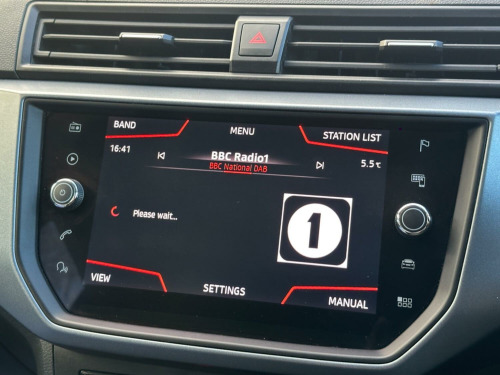 BAND
MENU
STATION LIST
16:41
BBC Radio1
5.5°C
BBC National DAB
Please wait...
1
VIEW
SETTINGS
MANUAL